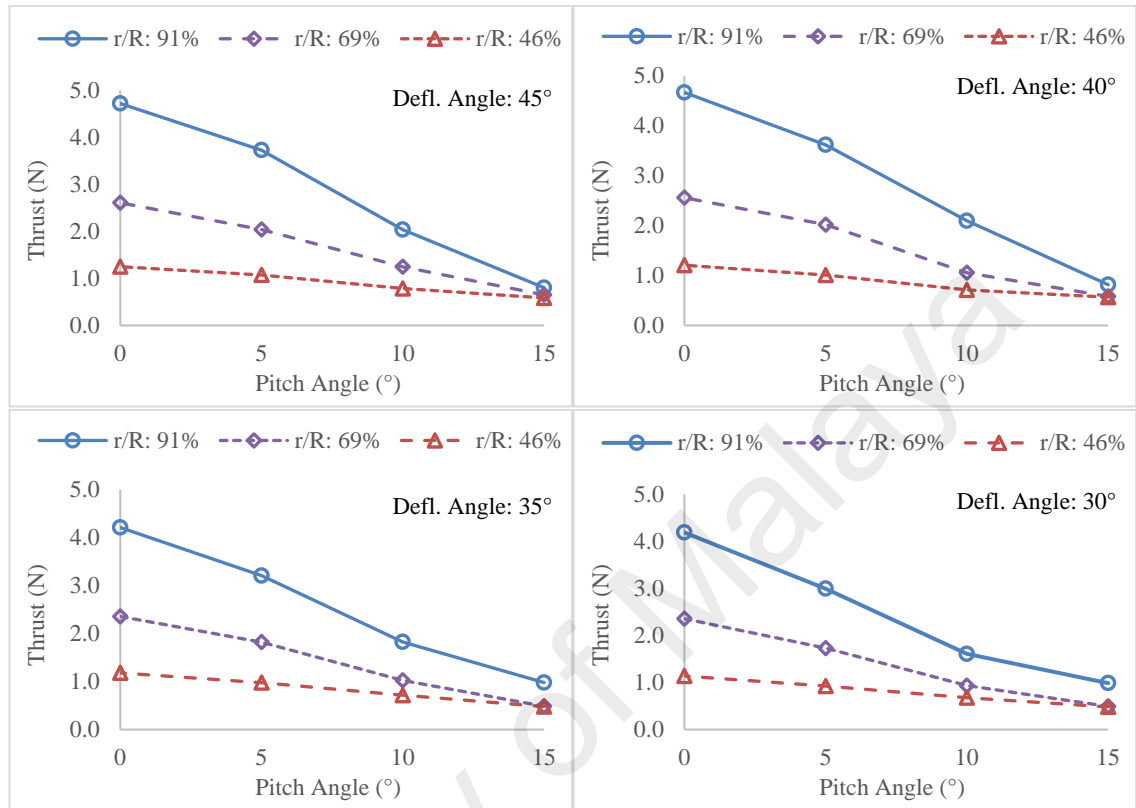 r/R: 91% r/R: 69% r/R: 46%
Defl. Angle: 45°
5.0
4.0
3.0
2.0
1.0
0.0
Thrust (N)
0 5 10 15
Pitch Angle (°)
r/R: 91% r/R: 69% r/R: 46%
Defl. Angle: 40°
5.0
4.0
3.0
2.0
1.0
0.0
Thrust (N)
0 5 10 15
Pitch Angle (°)
r/R: 91% r/R: 69% r/R: 46%
Defl. Angle: 35°
5.0
4.0
3.0
2.0
1.0
0.0
Thrust (N)
0 5 10 15
Pitch Angle (°)
r/R: 91% r/R: 69% r/R: 46%
Defl. Angle: 30°
5.0
4.0
3.0
2.0
1.0
0.0
Thrust (N)
0 5 10 15
Pitch Angle (°)
y of Malaya